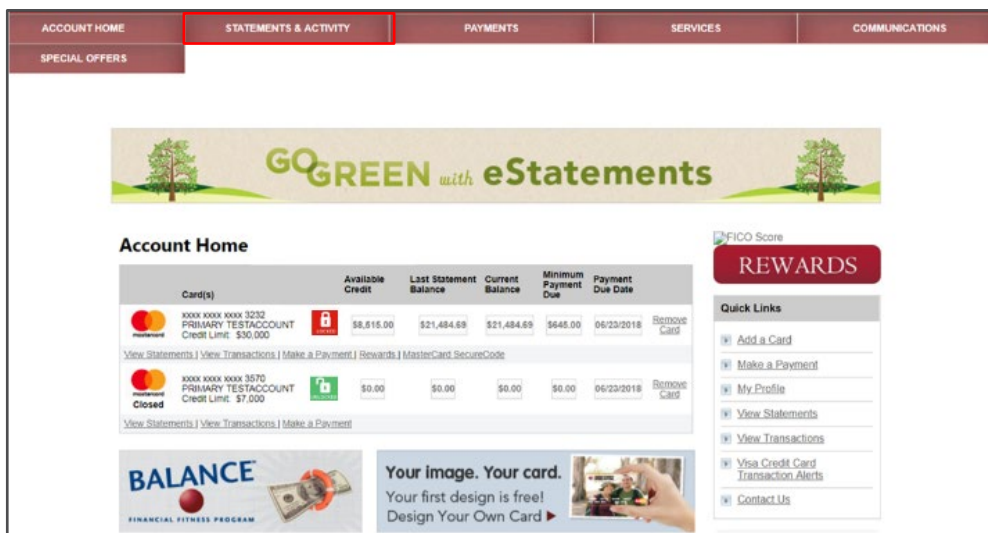 ACCOUNT HOME STATEMENTS & ACTIVITY PAYMENTS SERVICES COMMUNICATIONS
SPECIAL OFFERS
GO GREEN with eStatements
Account Home
Card(s) Available Credit Last Statement Balance Current Balance Minimum Payment Due Payment Due Date
mastercard
xxxx xxxx xxxx 3232
PRIMARY TESTACCOUNT
Credit Limit: $30,000
LOCKED
$8,515.00 $21,484.69 $21,484.69 $645.00 06/23/2018 Remove Card
View Statements | View Transactions | Make a Payment | Rewards | MasterCard SecureCode
mastercard
Closed
xxxx xxxx xxxx 3570
PRIMARY TESTACCOUNT
Credit Limit: $7,000
UNLOCKED
$0.00 $0.00 $0.00 $0.00 06/23/2018 Remove Card
View Statements | View Transactions | Make a Payment
BALANCE
FINANCIAL FITNESS PROGRAM
Your image. Your card.
Your first design is free!
Design Your Own Card
FICO Score
REWARDS
Quick Links
Add a Card
Make a Payment
My Profile
View Statements
View Transactions
Visa Credit Card
Transaction Alerts
Contact Us